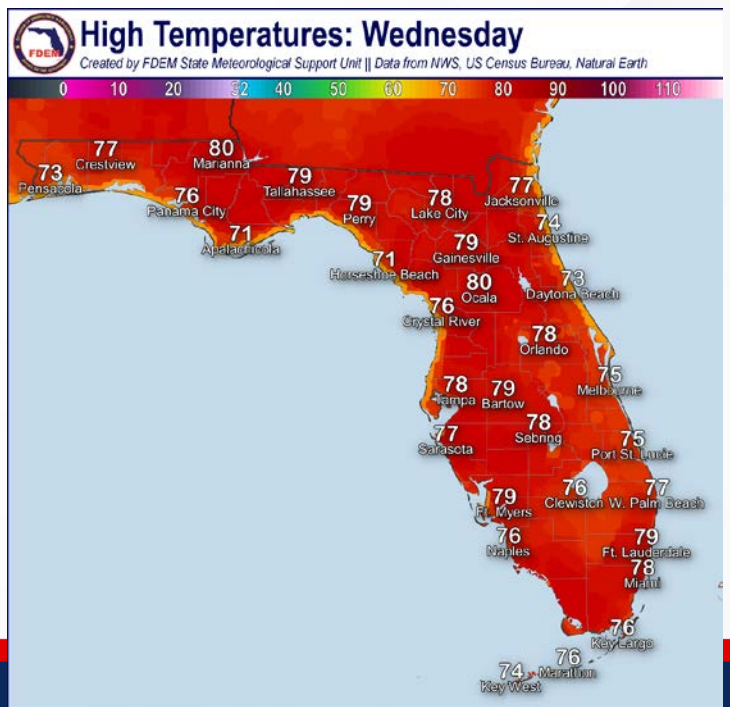 FDEM
High Temperatures: Wednesday
Created by FDEM State Meteorological Support Unit || Data from NWS, US Census Bureau, Natural Earth
0 10 20 32 40 50 60 70 80 90 100 110
77
Crestview
80
Marianna
73
Pensacola
79
Tallahassee
76
Panama City
79
Perry
78
Lake City
77
Jacksonville
71
Apalachicola
74
St. Augustine
79
Gainesville
71
Horseshoe Beach
80
Ocala
73
Daytona Beach
76
Crystal River
78
Orlando
75
Melbourne
78
Tampa
79
Bartow
77
Sarasota
78
Sebring
75
Port St. Lucie
79
Ft. Myers
76
Clewiston
77
W. Palm Beach
76
Naples
79
Ft. Lauderdale
78
Miami
76
Key Largo
76
Marathon
74
Key West